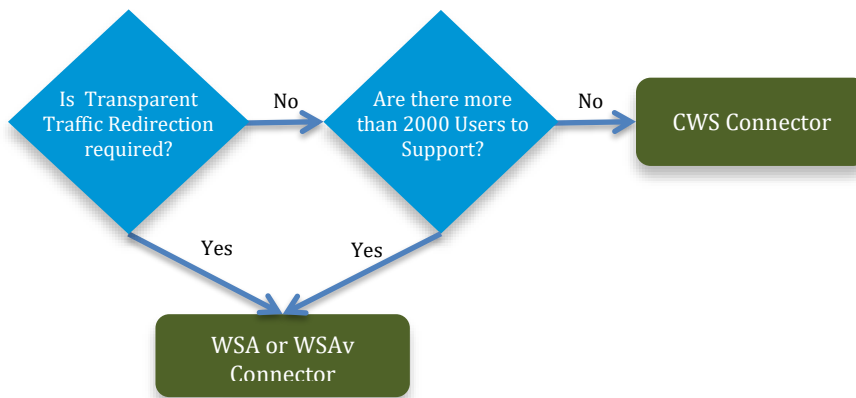 Is Transparent
Traffic Redirection
required?
No
Are there more
than 2000 Users to
Support?
No
CWS Connector
Yes
Yes
WSA or WSAv
Connector